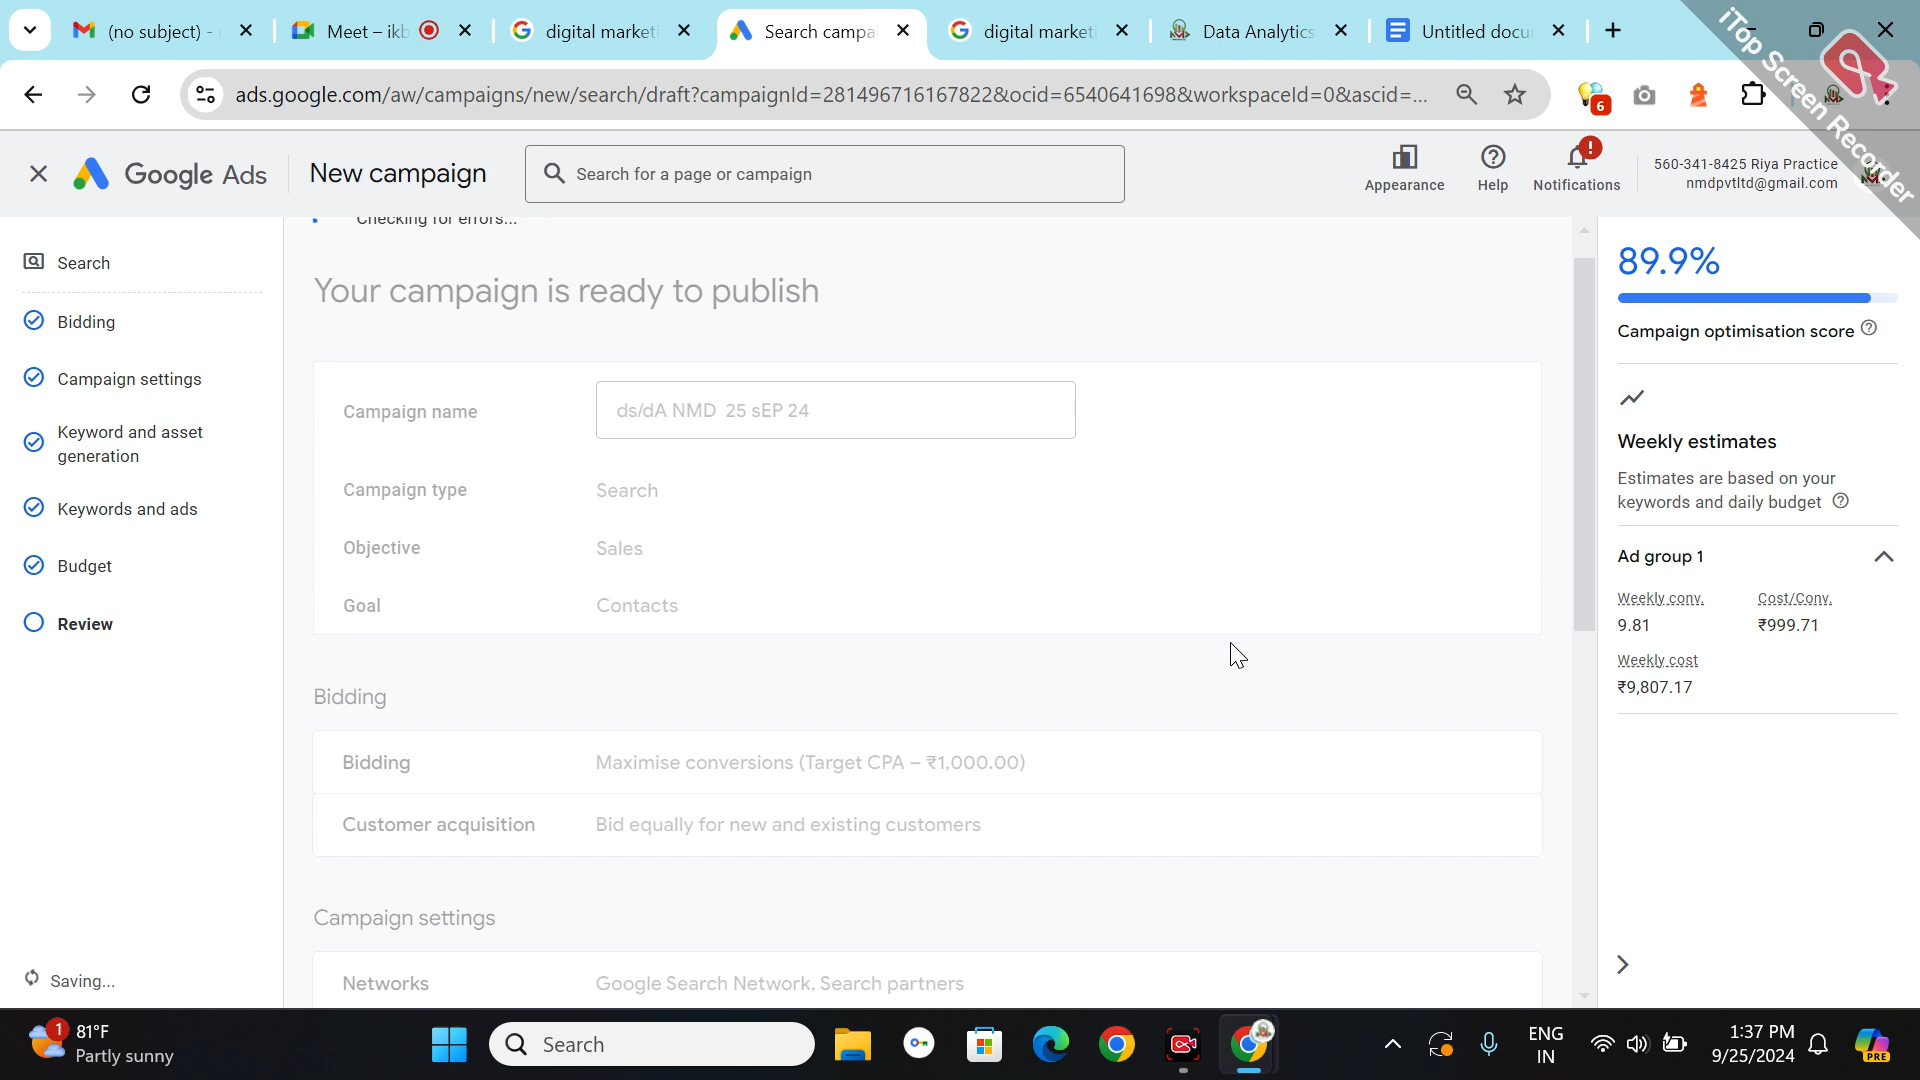 (no subject) -
Meet – ikb
digital marketi
Search campa
digital marketi
Data Analytics
Untitled docu
ads.google.com/aw/campaigns/new/search/draft?campaignId=281496716167822&ocid=6540641698&workspaceId=0&ascid=...
6
iTop Screen Recorder
Google Ads
New campaign
Search for a page or campaign
Appearance
Help
Notifications
560-341-8425 Riya Practice
nmdpvtltd@gmail.com
Search
Bidding
Campaign settings
Keyword and asset
generation
Keywords and ads
Budget
Review
Saving...
Checking for errors...
Your campaign is ready to publish
Campaign name
ds/dA NMD 25 sEP 24
Campaign type
Search
Objective
Sales
Goal
Contacts
Bidding
Bidding
Maximise conversions (Target CPA – ₹1,000.00)
Customer acquisition
Bid equally for new and existing customers
Campaign settings
Networks
Google Search Network, Search partners
89.9%
Campaign optimisation score
Weekly estimates
Estimates are based on your
keywords and daily budget
Ad group 1
Weekly conv.
Cost/Conv.
9.81
₹999.71
Weekly cost
₹9,807.17
1
81°F
Partly sunny
Search
ENG
IN
1:37 PM
9/25/2024
PRE